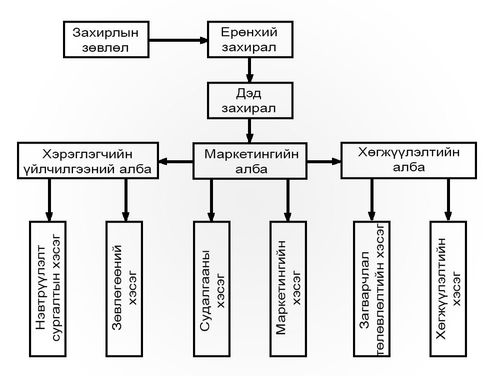 Захирлын
зөвлөл
Ерөнхий
захирал
Дэд
захирал
Хэрэглэгчийн
үйлчилгээний алба
Маркетингийн
алба
Хөгжүүлэлтийн
алба
Нэвтрүүлэлт
сургалтын хэсэг
Зөвлөгөөний
хэсэг
Судалгааны
хэсэг
Маркетингийн
хэсэг
Загварчлал
төлөвлөлтийн хэсэг
Хөгжүүлэлтийн
хэсэг